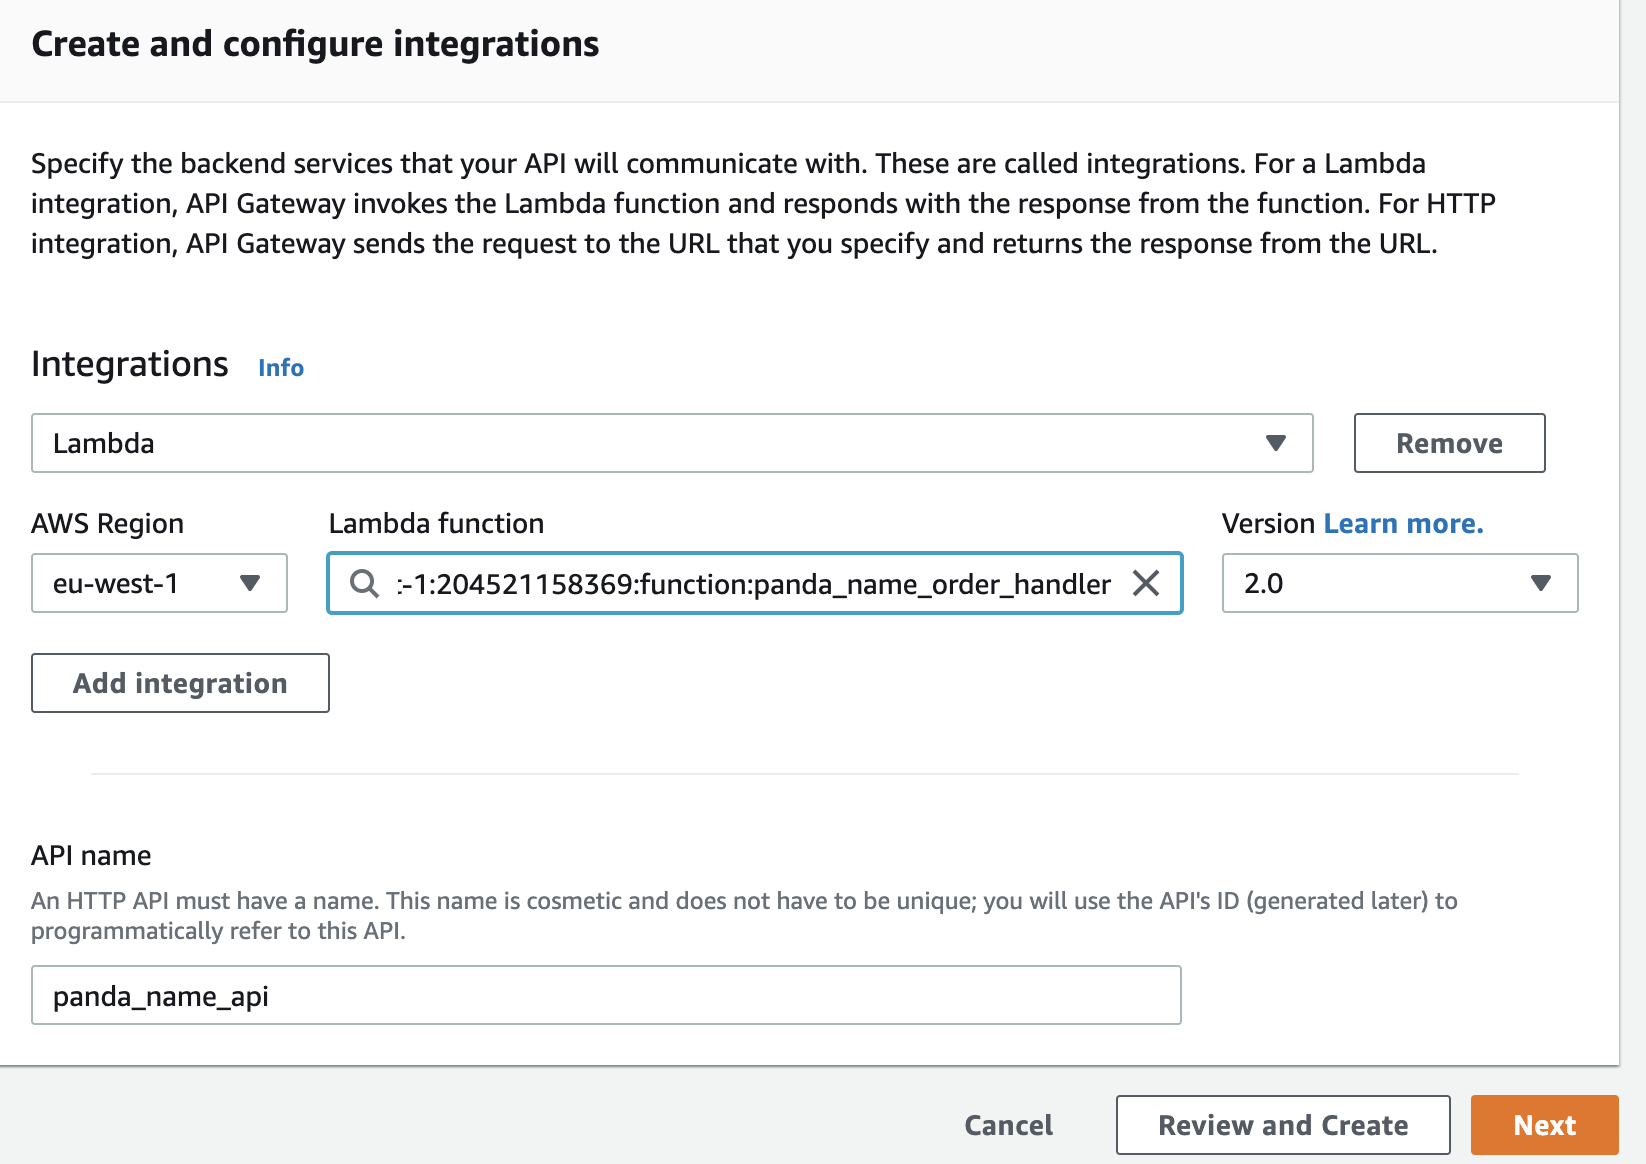 Create and configure integrations
Specify the backend services that your API will communicate with. These are called integrations. For a Lambda
integration, API Gateway invokes the Lambda function and responds with the response from the function. For HTTP
integration, API Gateway sends the request to the URL that you specify and returns the response from the URL.
Integrations Info
Lambda
Remove
AWS Region Lambda function Version Learn more.
eu-west-1 :-1:204521158369:function:panda_name_order_handler 2.0
Add integration
API name
An HTTP API must have a name. This name is cosmetic and does not have to be unique; you will use the API's ID (generated later) to
programmatically refer to this API.
panda_name_api
Cancel Review and Create Next